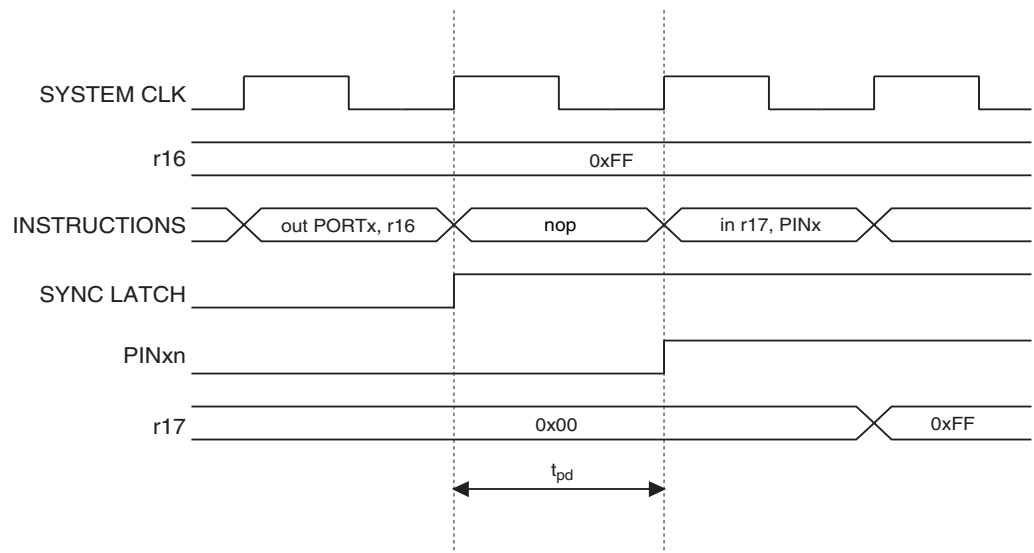 SYSTEM CLK
r16
0xFF
INSTRUCTIONS
out PORTx, r16
nop
in r17, PINx
SYNC LATCH
PINxn
r17
0x00
0xFF
tpd